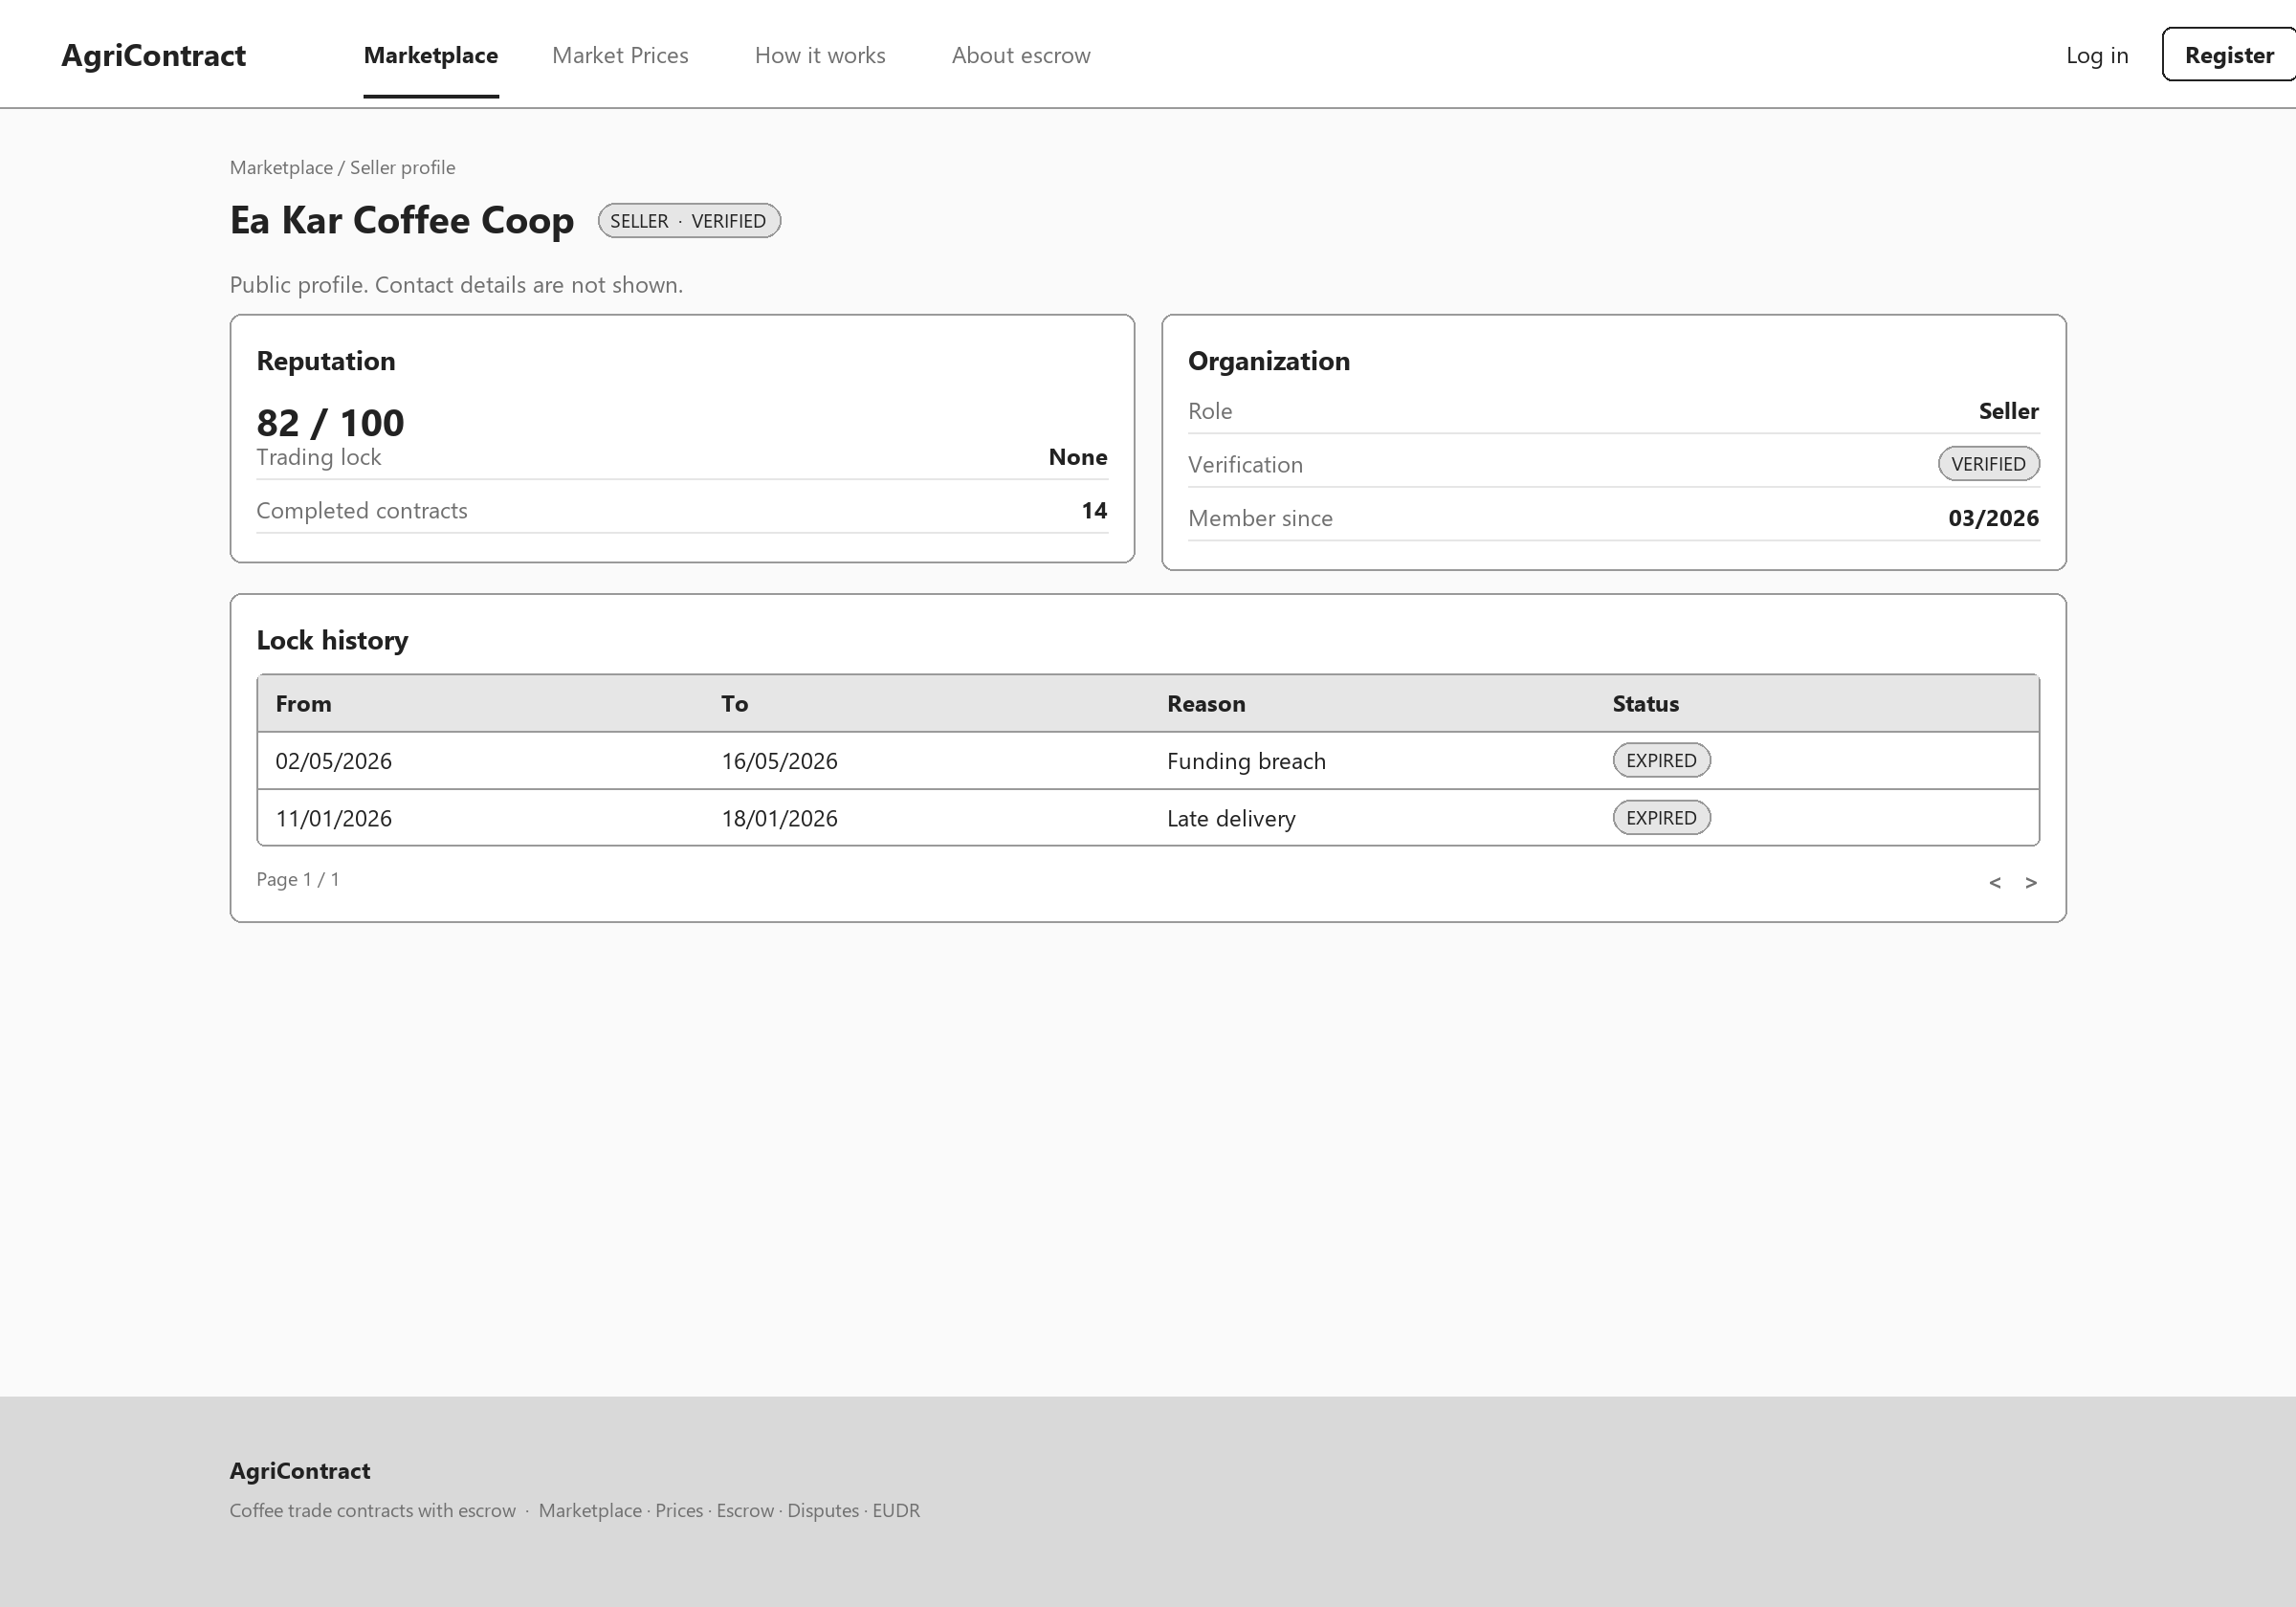 AgriContract Marketplace Market Prices How it works About escrow Log in Register
Marketplace / Seller profile
Ea Kar Coffee Coop SELLER · VERIFIED
Public profile. Contact details are not shown.
Reputation
82 / 100
Trading lock None
Completed contracts 14
Organization
Role Seller
Verification VERIFIED
Member since 03/2026
Lock history
From To Reason Status
02/05/2026 16/05/2026 Funding breach EXPIRED
11/01/2026 18/01/2026 Late delivery EXPIRED
Page 1 / 1 < >
AgriContract
Coffee trade contracts with escrow · Marketplace · Prices · Escrow · Disputes · EUDR